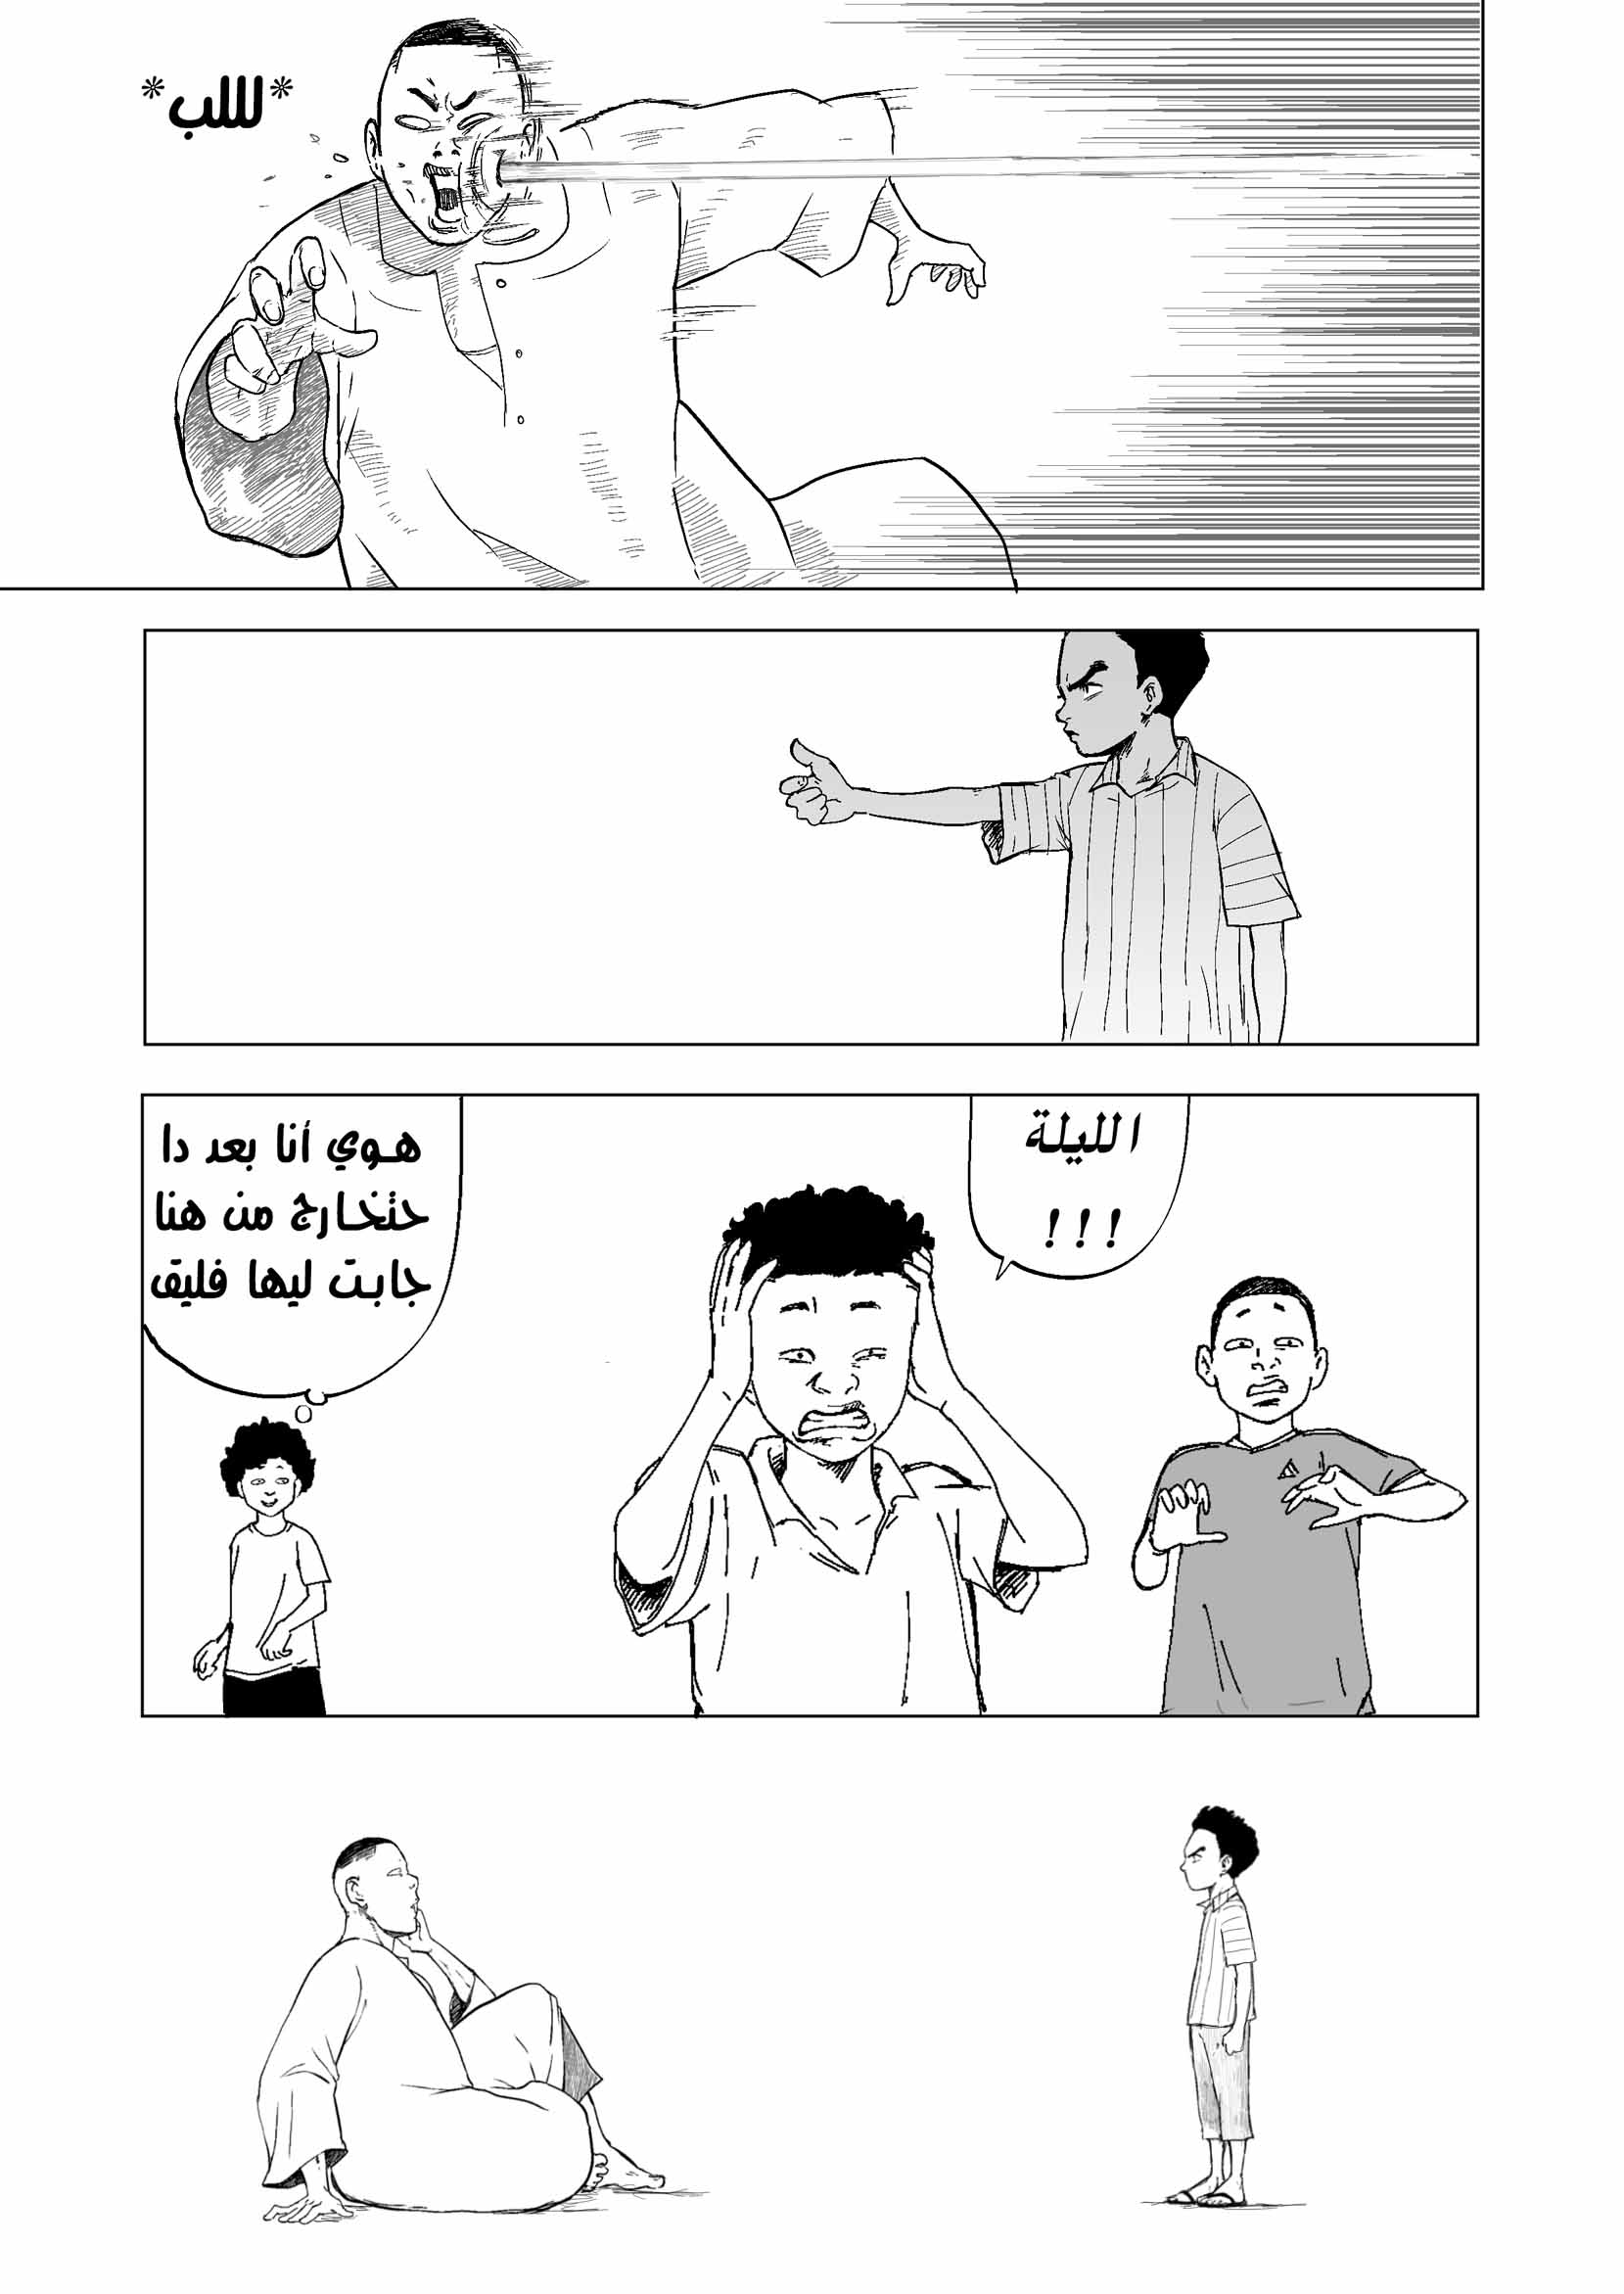 *لللب*
الليلة
!!!
هوي أنا بعد دا
حتخارج من هنا
جابت ليها فليق